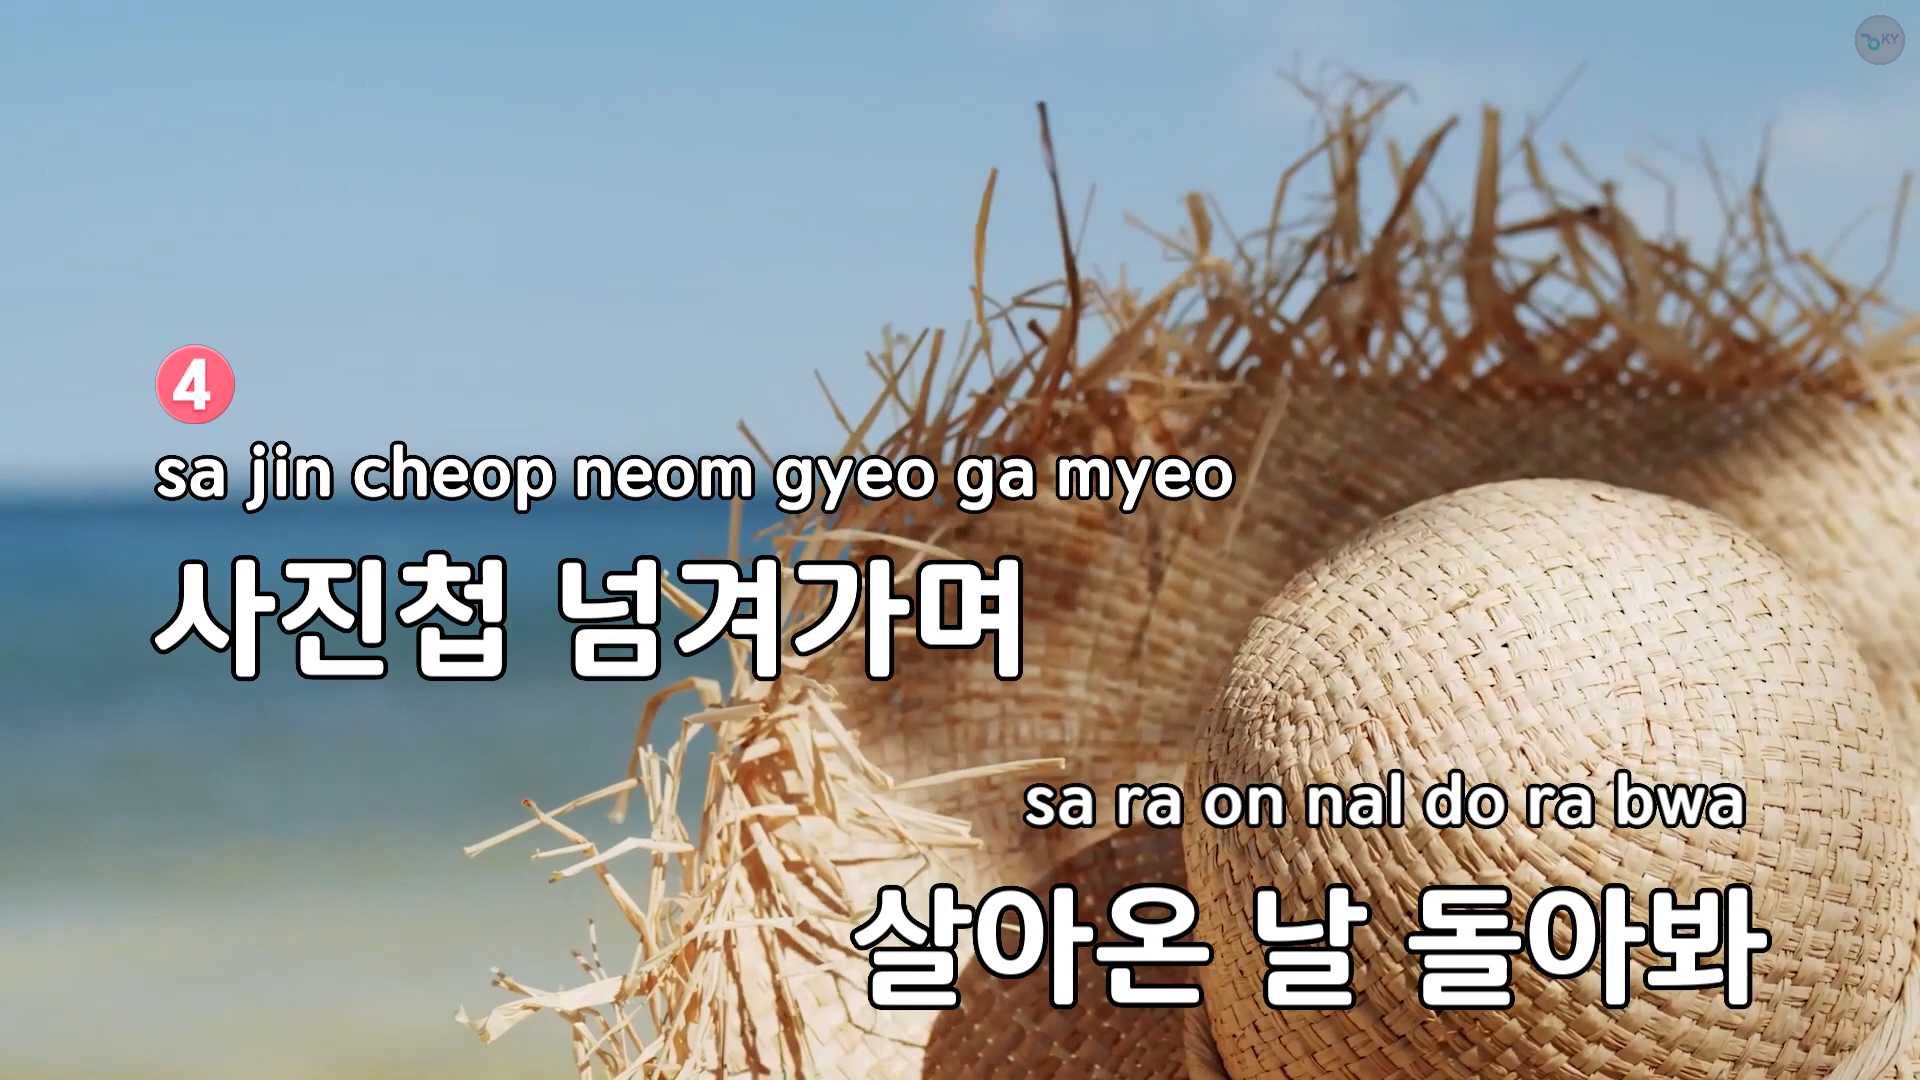 KY
4
sa jin cheop neom gyeo ga myeo
사진첩 넘겨가며
sa ra on nal do ra bwa
살아온 날 돌아봐